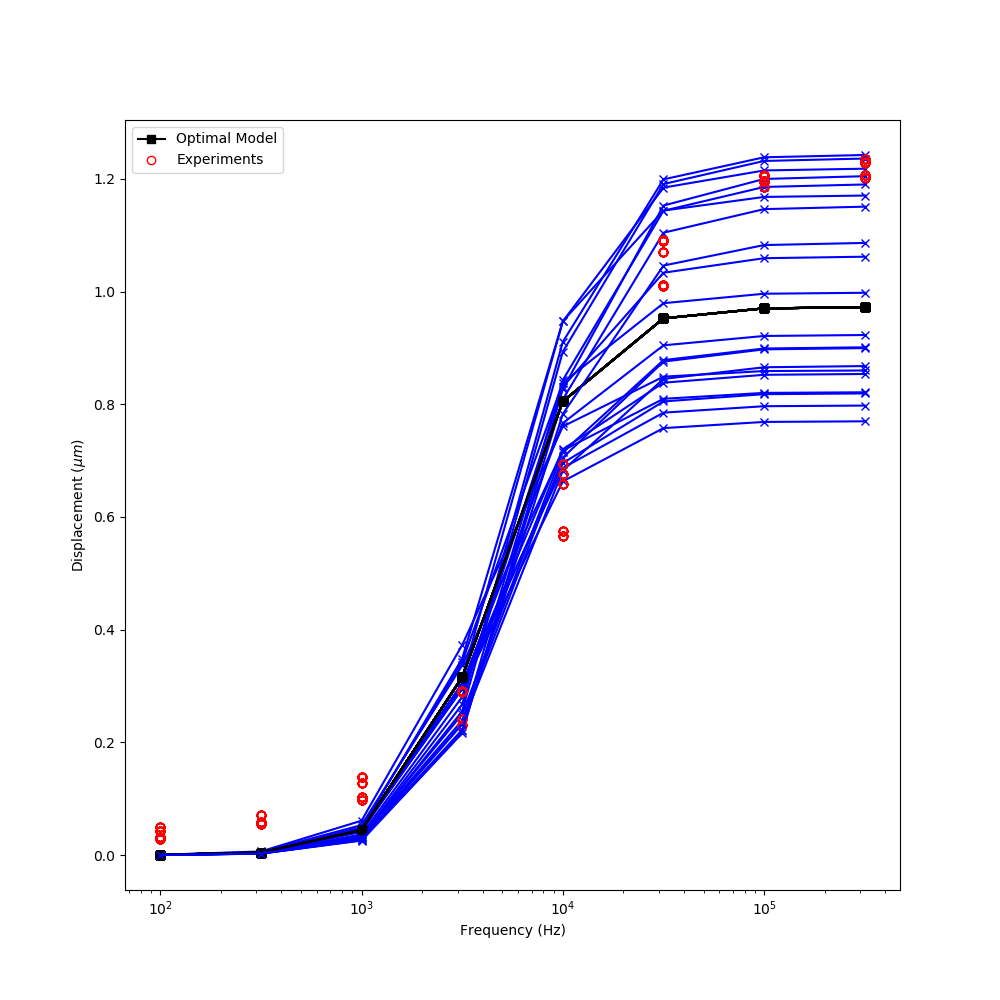 Optimal Model
Experiments
1.2
1.0
0.8
0.6
0.4
0.2
0.0
Displacement (μm)
10²
10³
10⁴
10⁵
Frequency (Hz)